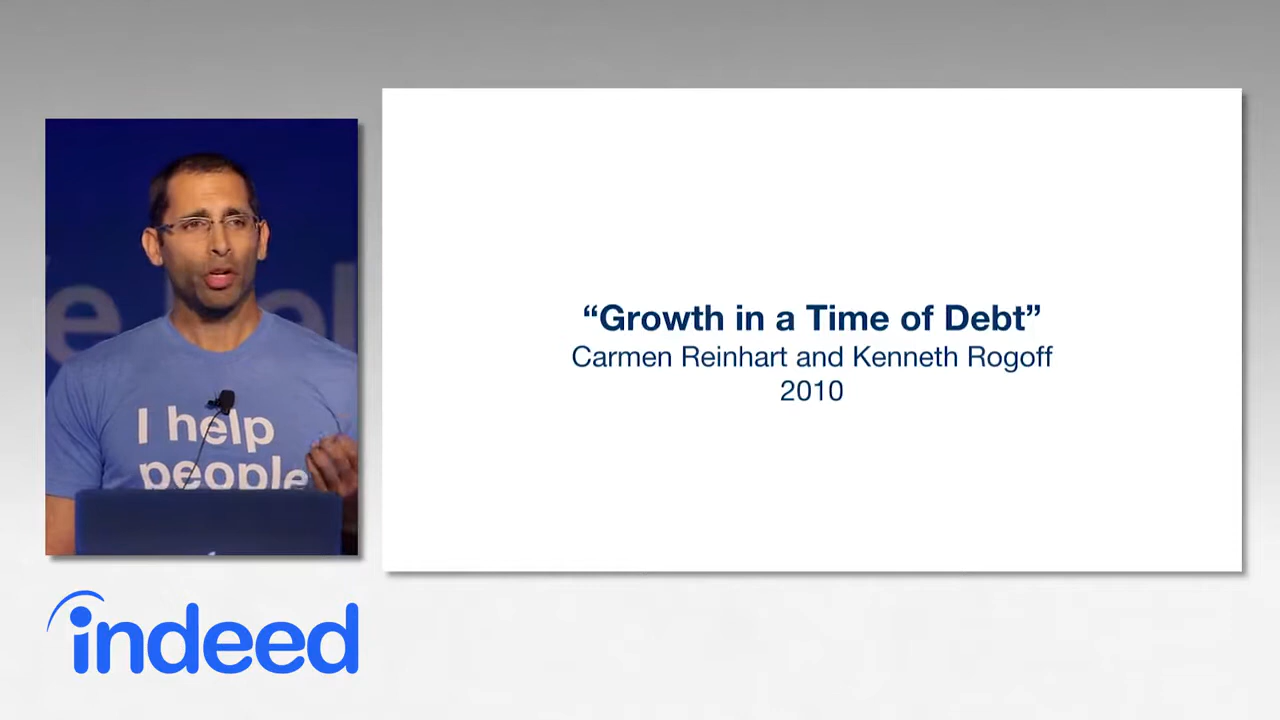 I help
people
indeed
“Growth in a Time of Debt”
Carmen Reinhart and Kenneth Rogoff
2010